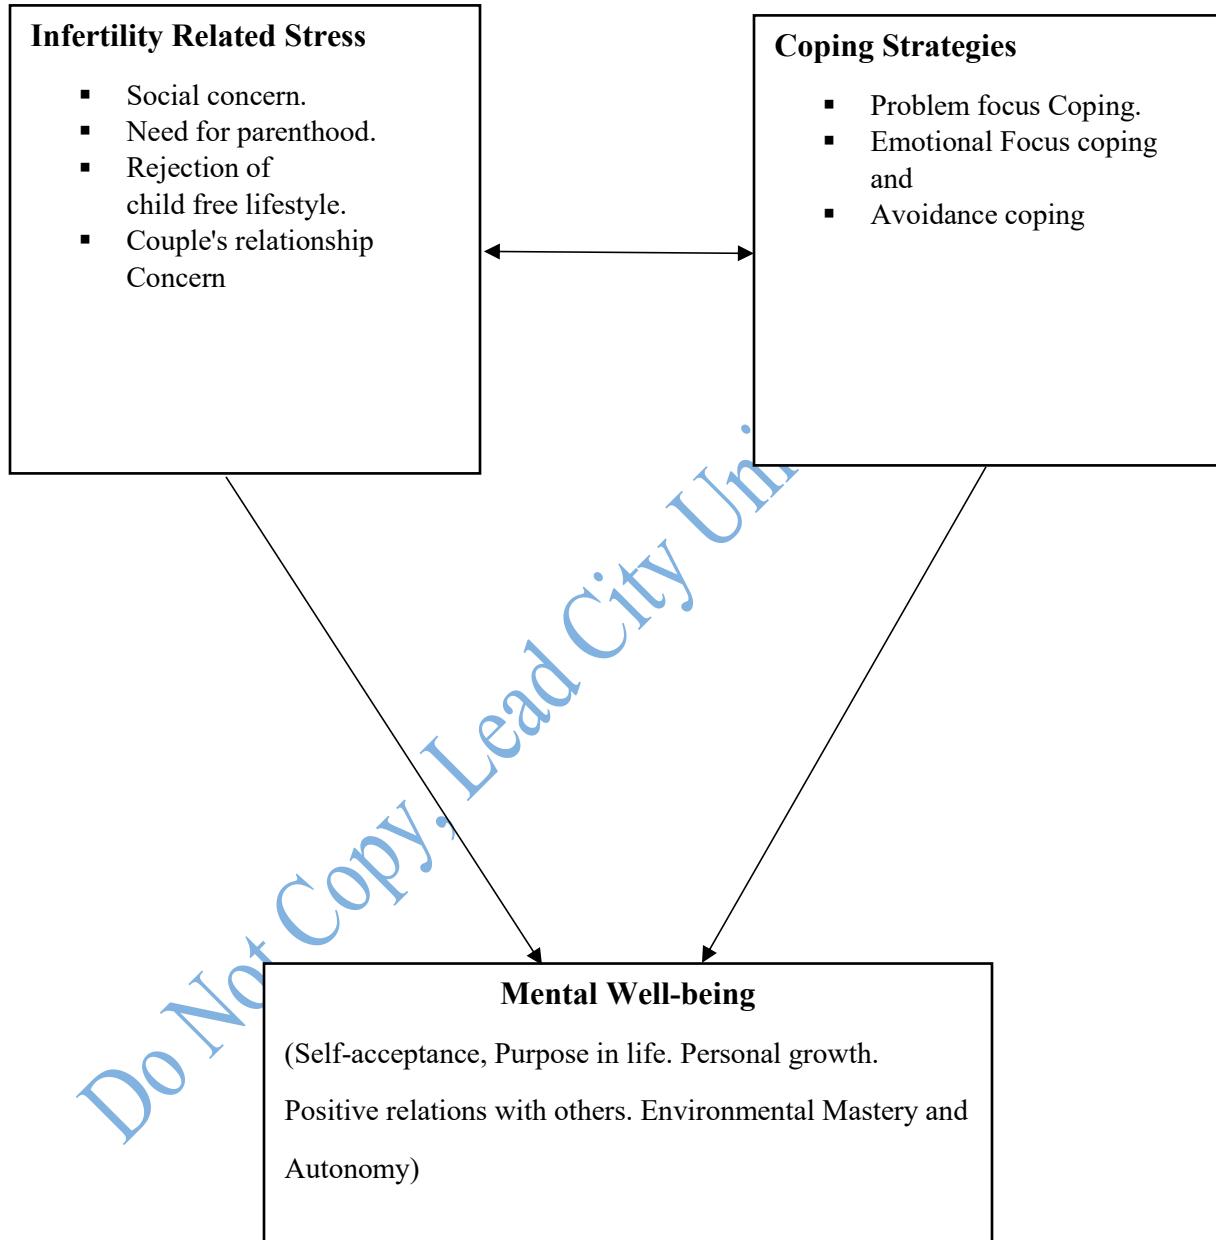 Infertility Related Stress
▪ Social concern.
▪ Need for parenthood.
▪ Rejection of
child free lifestyle.
▪ Couple's relationship
Concern
Coping Strategies
▪ Problem focus Coping.
▪ Emotional Focus coping
and
▪ Avoidance coping
Do Not Copy, Lead City Uni
Mental Well-being
(Self-acceptance, Purpose in life. Personal growth.
Positive relations with others. Environmental Mastery and
Autonomy)